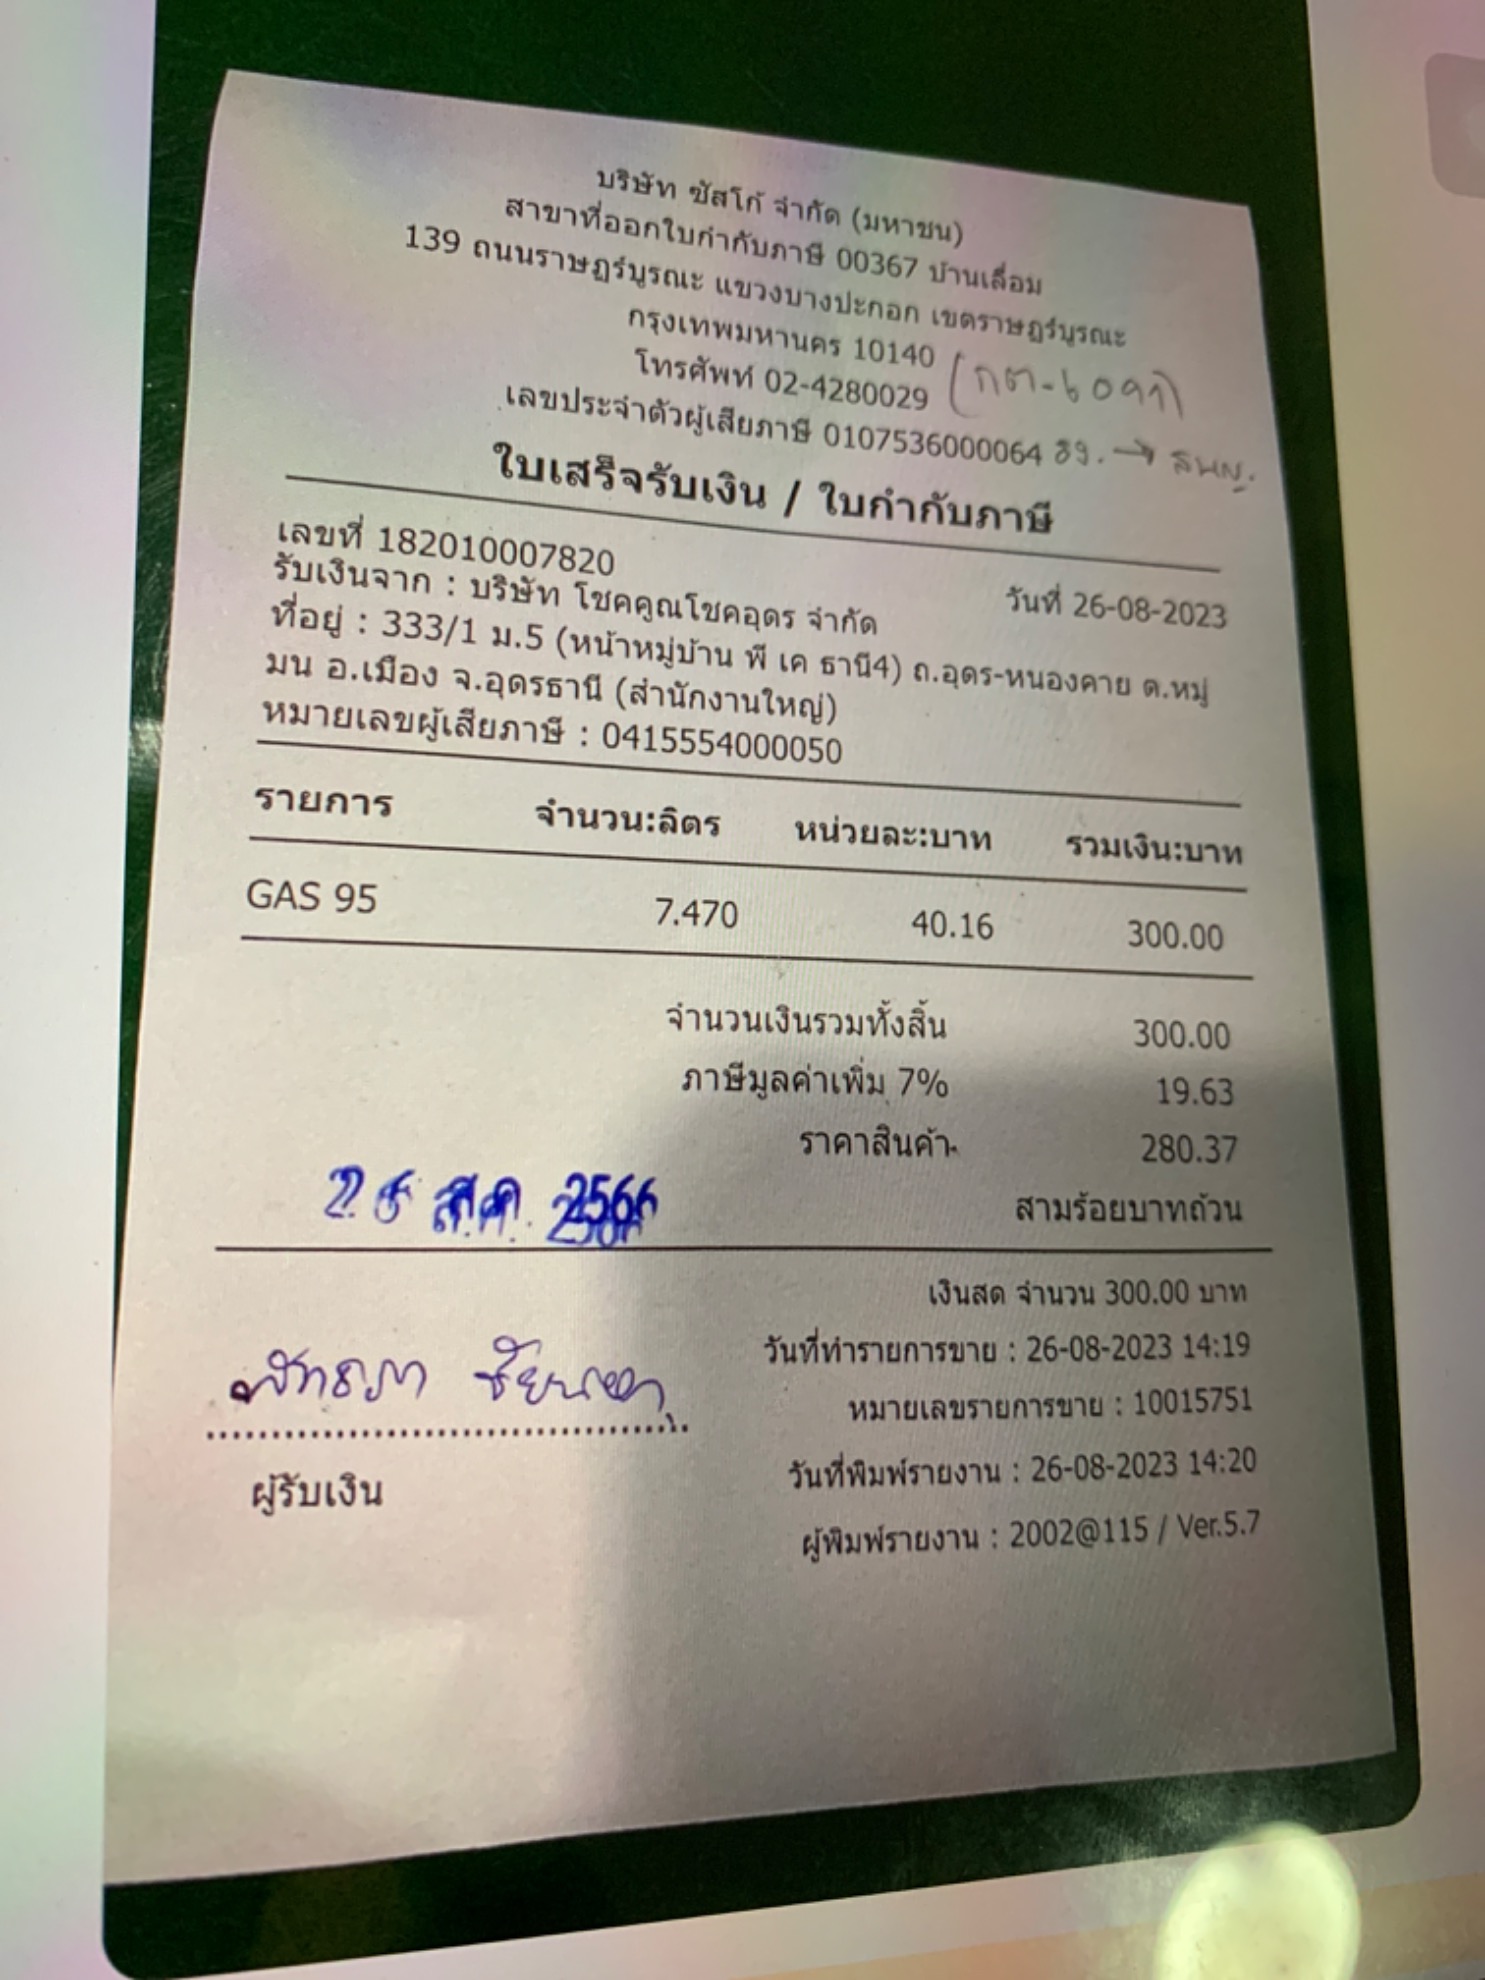 บริษัท ซัสโก้ จำกัด (มหาชน)
สาขาที่ออกใบกำกับภาษี 00367 บ้านเลื่อม
139 ถนนราษฎร์บูรณะ แขวงบางปะกอก เขตราษฎร์บูรณะ
กรุงเทพมหานคร 10140
โทรศัพท์ 02-4280029
เลขประจำตัวผู้เสียภาษี 0107536000064
ใบเสร็จรับเงิน / ใบกำกับภาษี
เลขที่ 182010007820 วันที่ 26-08-2023
รับเงินจาก : บริษัท โชคคูณโชคอุดร จำกัด
ที่อยู่ : 333/1 ม.5 (หน้าหมู่บ้าน พี เค ธานี4) ถ.อุดร-หนองคาย ต.หมู่
มน อ.เมือง จ.อุดรธานี (สำนักงานใหญ่)
หมายเลขผู้เสียภาษี : 0415554000050
รายการ จำนวน:ลิตร หน่วยละ:บาท รวมเงิน:บาท
GAS 95 7.470 40.16 300.00
จำนวนเงินรวมทั้งสิ้น 300.00
ภาษีมูลค่าเพิ่ม 7% 19.63
ราคาสินค้า 280.37
ส.ค. 2566 สามร้อยบาทถ้วน
เงินสด จำนวน 300.00 บาท
วันที่ทำรายการขาย : 26-08-2023 14:19
หมายเลขรายการขาย : 10015751
ผู้รับเงิน วันที่พิมพ์รายงาน : 26-08-2023 14:20
ผู้พิมพ์รายงาน : 2002@115 / Ver.5.7